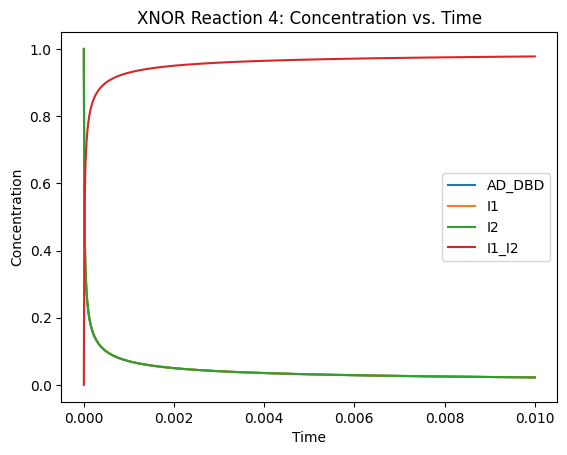 XNOR Reaction 4: Concentration vs. Time
1.0
0.8
0.6
0.4
0.2
0.0
Concentration
AD_DBD
I1
I2
I1_I2
0.000
0.002
0.004
0.006
0.008
0.010
Time